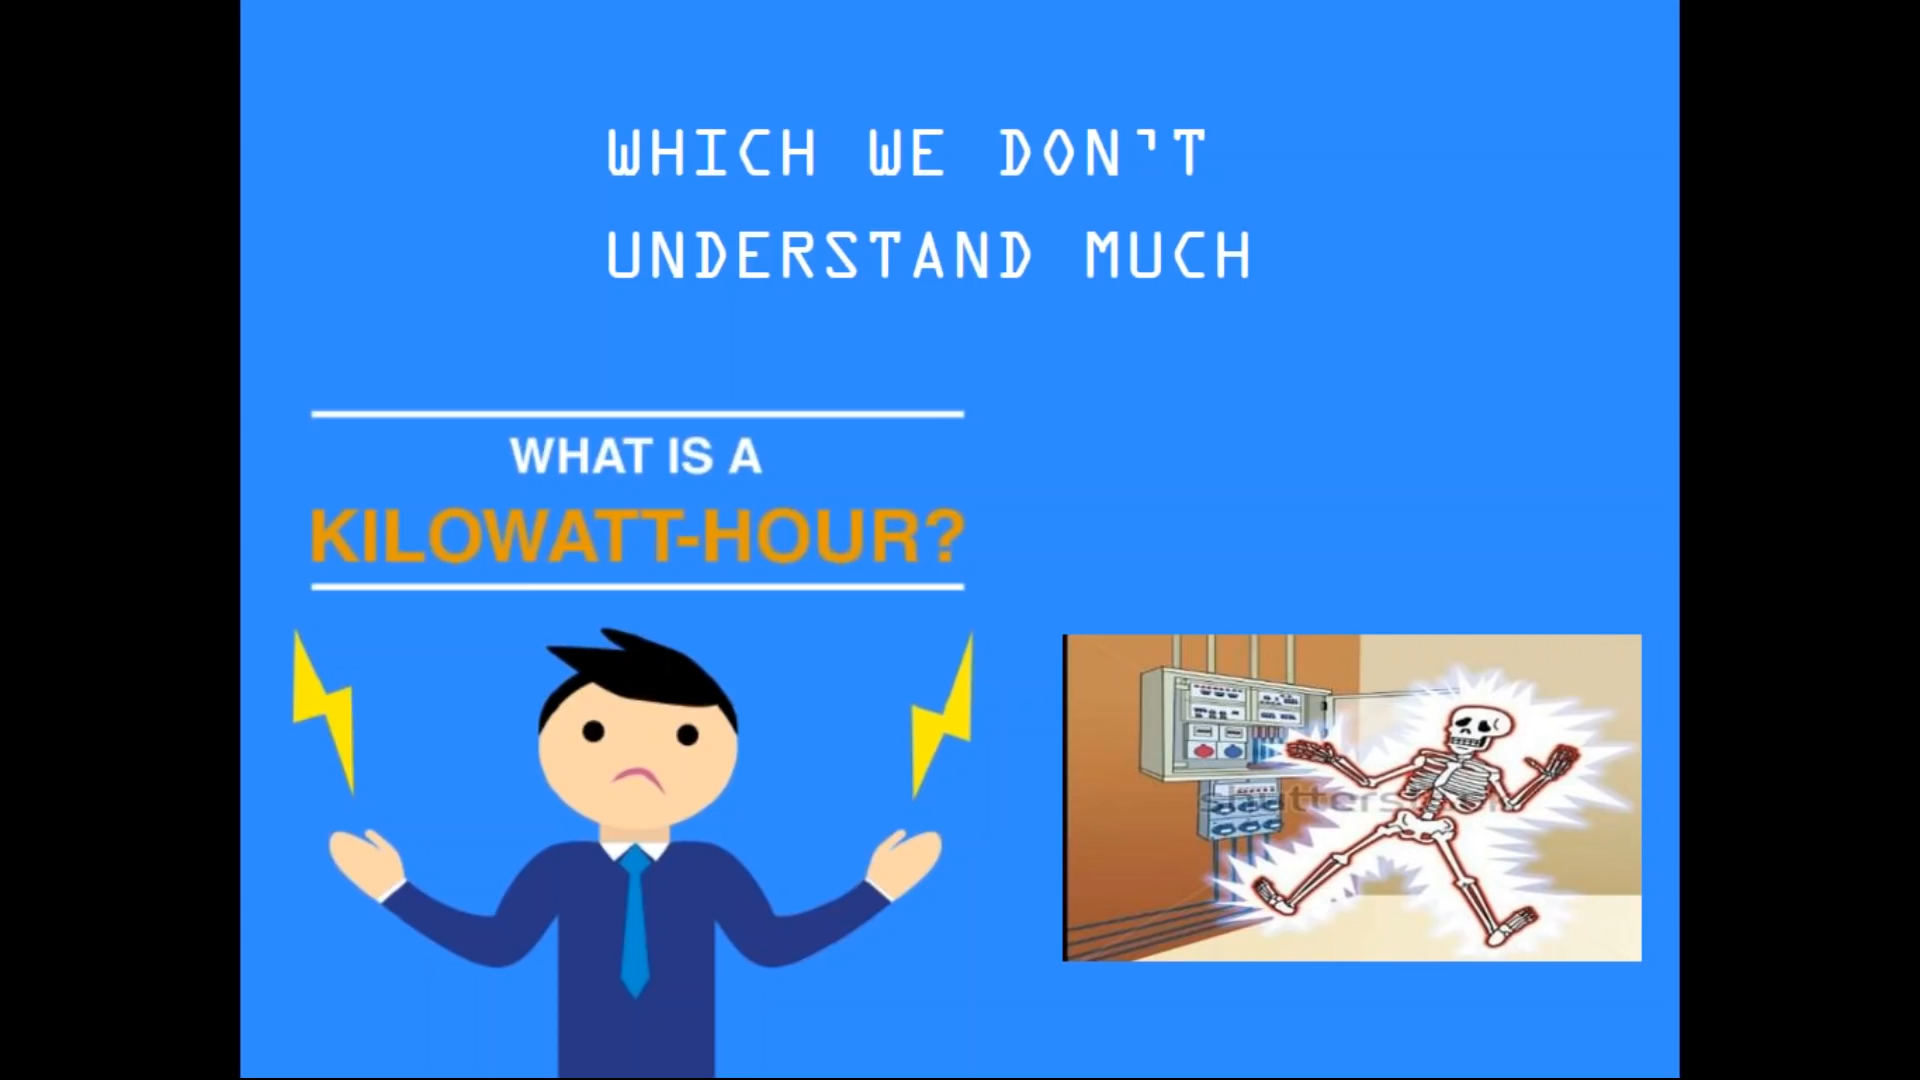 WHICH WE DON'T
UNDERSTAND MUCH
WHAT IS A
KILOWATT-HOUR?